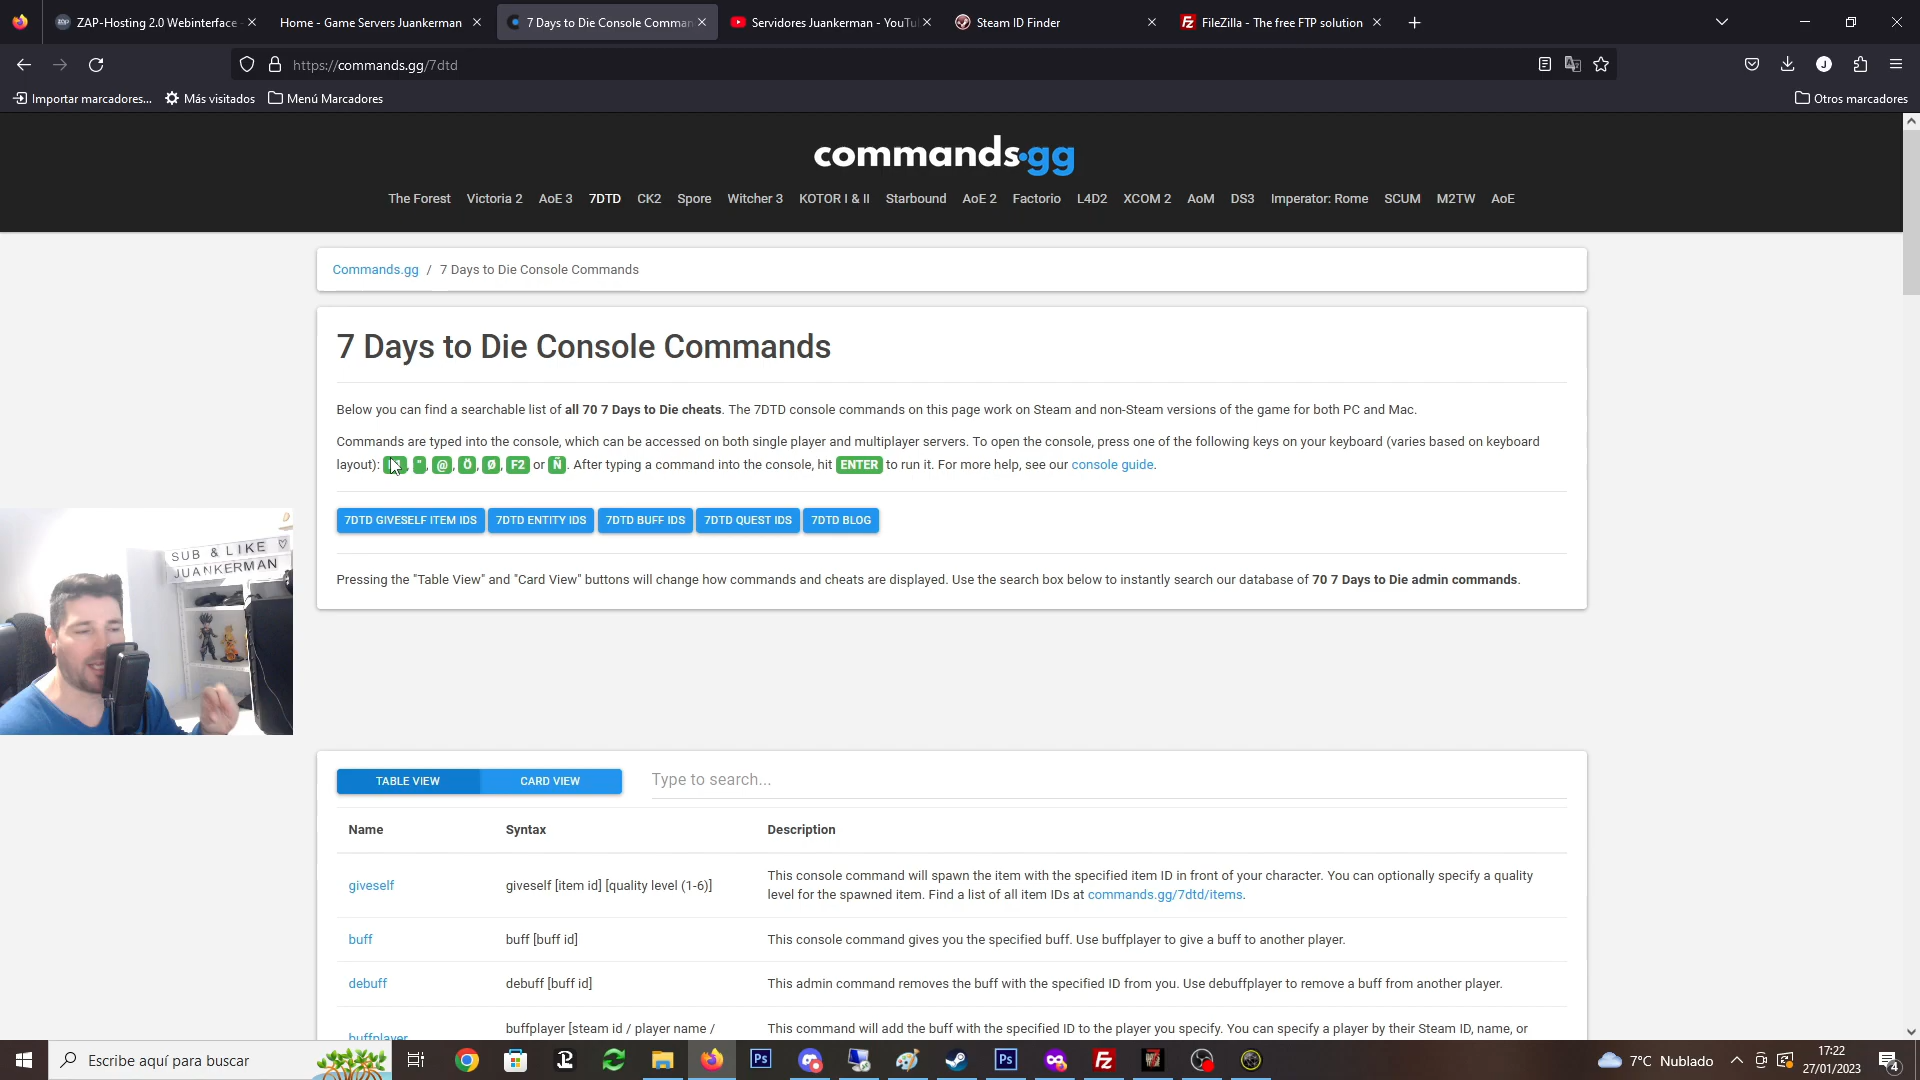 ZAP-Hosting 2.0 Webinterface -
Home - Game Servers Juankerman
7 Days to Die Console Comman
Servidores Juankerman - YouTu
Steam ID Finder
FileZilla - The free FTP solution
https://commands.gg/7dtd
Importar marcadores...
Más visitados
Menú Marcadores
Otros marcadores
commands.gg
The Forest Victoria 2 AoE 3 7DTD CK2 Spore Witcher 3 KOTOR I & II Starbound AoE 2 Factorio L4D2 XCOM 2 AoM DS3 Imperator: Rome SCUM M2TW AoE
Commands.gg / 7 Days to Die Console Commands
7 Days to Die Console Commands
Below you can find a searchable list of all 70 7 Days to Die cheats. The 7DTD console commands on this page work on Steam and non-Steam versions of the game for both PC and Mac.
Commands are typed into the console, which can be accessed on both single player and multiplayer servers. To open the console, press one of the following keys on your keyboard (varies based on keyboard
layout): , ", @, Ö, Ø, F2 or Ñ. After typing a command into the console, hit ENTER to run it. For more help, see our console guide.
7DTD GIVESELF ITEM IDS
7DTD ENTITY IDS
7DTD BUFF IDS
7DTD QUEST IDS
7DTD BLOG
Pressing the "Table View" and "Card View" buttons will change how commands and cheats are displayed. Use the search box below to instantly search our database of 70 7 Days to Die admin commands.
SUB & LIKE ♡
JUANKERMAN
TABLE VIEW
CARD VIEW
Type to search...
Name Syntax Description
giveself giveself [item id] [quality level (1-6)] This console command will spawn the item with the specified item ID in front of your character. You can optionally specify a quality
level for the spawned item. Find a list of all item IDs at commands.gg/7dtd/items.
buff buff [buff id] This console command gives you the specified buff. Use buffplayer to give a buff to another player.
debuff debuff [buff id] This admin command removes the buff with the specified ID from you. Use debuffplayer to remove a buff from another player.
buffplayer buffplayer [steam id / player name / This command will add the buff with the specified ID to the player you specify. You can specify a player by their Steam ID, name, or
Escribe aquí para buscar
7°C Nublado
17:22
27/01/2023
4